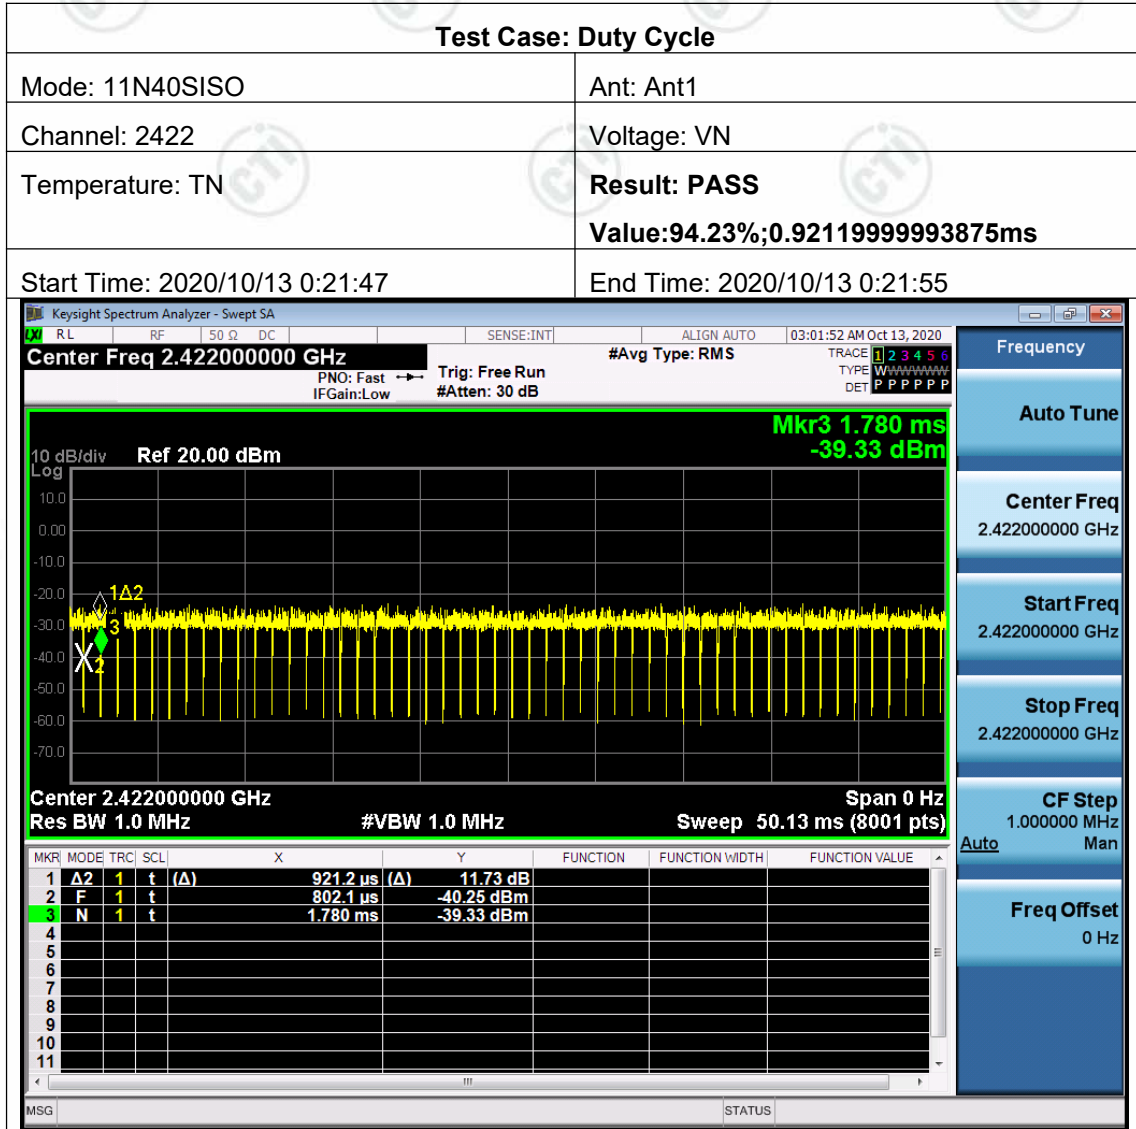 Test Case: Duty Cycle
Mode: 11N40SISO
Ant: Ant1
Channel: 2422
Voltage: VN
Temperature: TN
Result: PASS
Value:94.23%;0.92119999993875ms
Start Time: 2020/10/13 0:21:47
End Time: 2020/10/13 0:21:55
Keysight Spectrum Analyzer - Swept SA
LXI RL RF 50 Ω DC SENSE:INT ALIGN AUTO 03:01:52 AM Oct 13, 2020
Center Freq 2.422000000 GHz
PNO: Fast
IFGain:Low
Trig: Free Run
#Atten: 30 dB
#Avg Type: RMS
TRACE 1 2 3 4 5 6
TYPE WWWWWW
DET P P P P P P
Mkr3 1.780 ms
-39.33 dBm
10 dB/div Ref 20.00 dBm
Log
10.0
0.00
-10.0
-20.0
-30.0
-40.0
-50.0
-60.0
-70.0
1Δ2
3
2
Center 2.422000000 GHz Span 0 Hz
Res BW 1.0 MHz #VBW 1.0 MHz Sweep 50.13 ms (8001 pts)
MKR MODE TRC SCL X Y FUNCTION FUNCTION WIDTH FUNCTION VALUE
1 Δ2 1 t (Δ) 921.2 µs (Δ) 11.73 dB
2 F 1 t 802.1 µs -40.25 dBm
3 N 1 t 1.780 ms -39.33 dBm
4
5
6
7
8
9
10
11
MSG STATUS
Frequency
Auto Tune
Center Freq
2.422000000 GHz
Start Freq
2.422000000 GHz
Stop Freq
2.422000000 GHz
CF Step
1.000000 MHz
Auto Man
Freq Offset
0 Hz
CTI
CTI
CTI